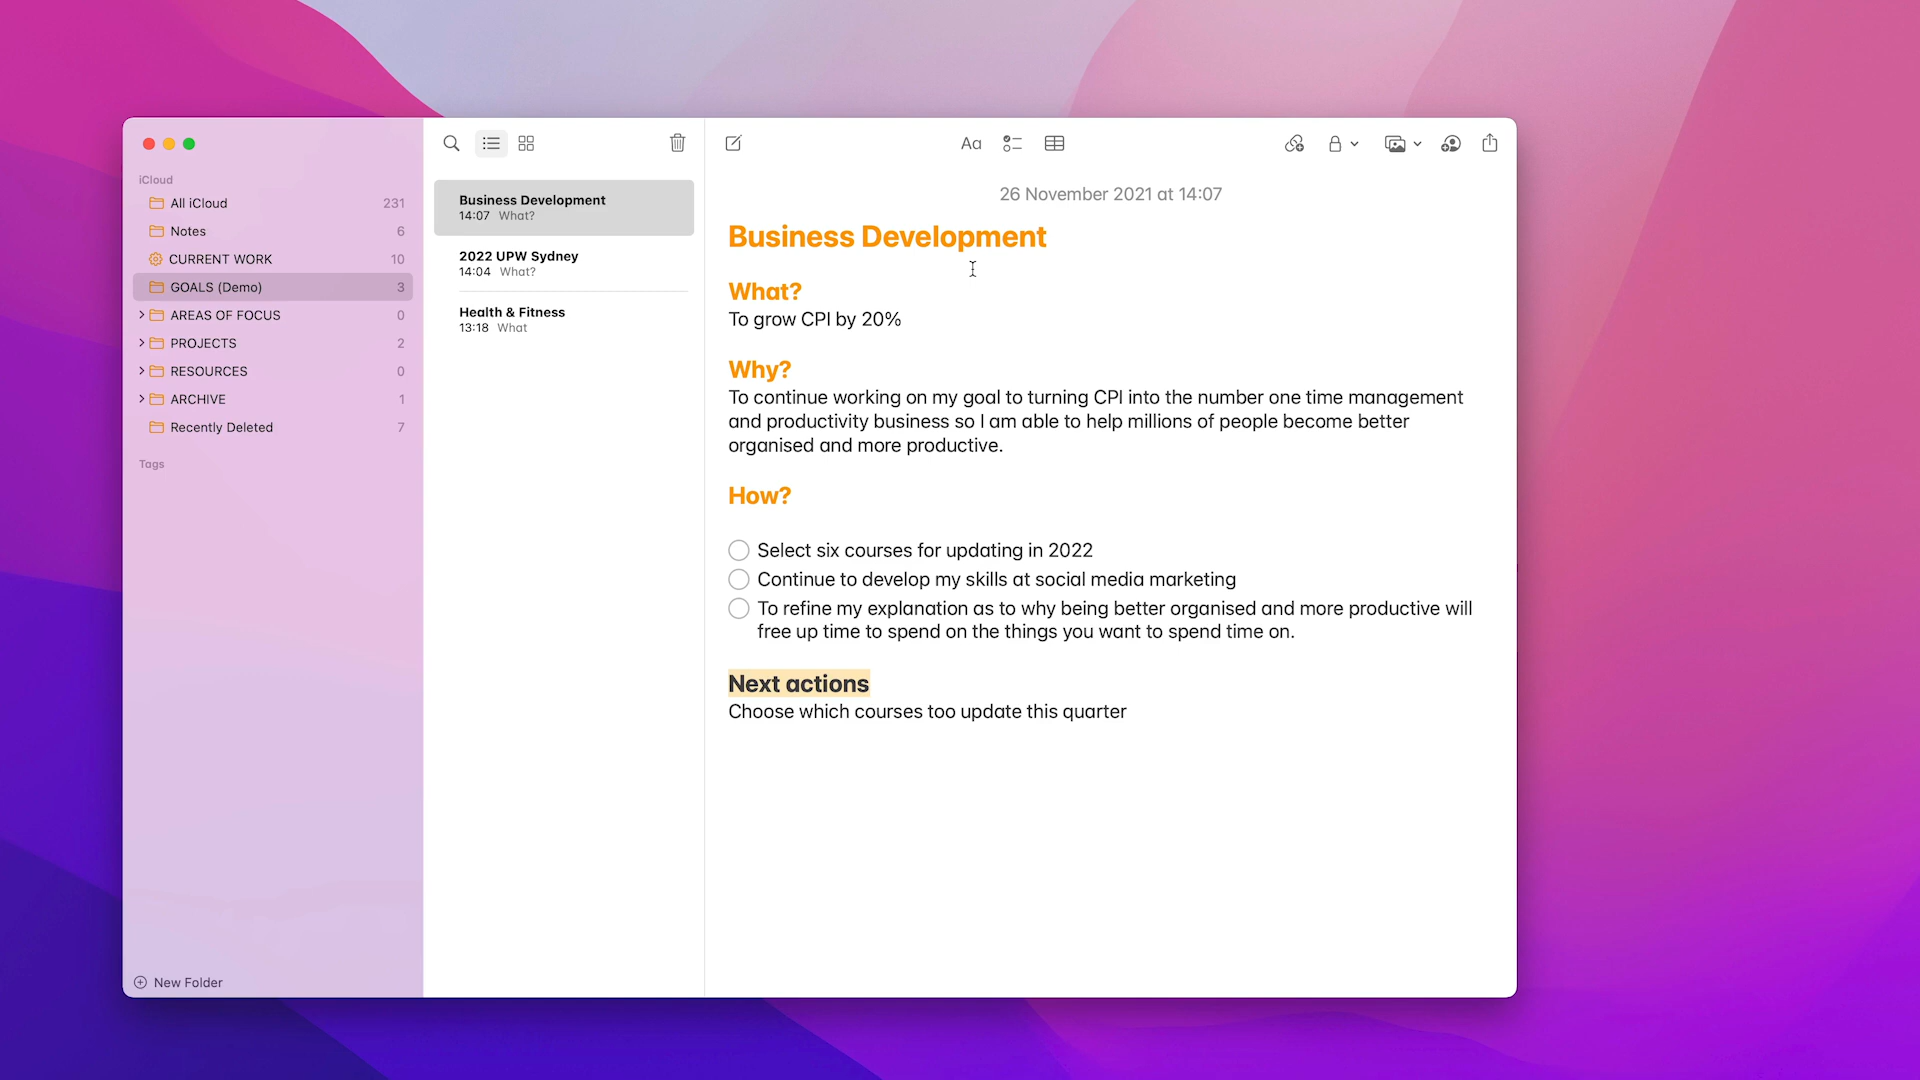 iCloud
All iCloud 231
Notes 6
CURRENT WORK 10
GOALS (Demo) 3
AREAS OF FOCUS 0
PROJECTS 2
RESOURCES 0
ARCHIVE 1
Recently Deleted 7
Tags
New Folder
Business Development
14:07 What?
2022 UPW Sydney
14:04 What?
Health & Fitness
13:18 What
Aa
26 November 2021 at 14:07
Business Development
What?
To grow CPI by 20%
Why?
To continue working on my goal to turning CPI into the number one time management
and productivity business so I am able to help millions of people become better
organised and more productive.
How?
Select six courses for updating in 2022
Continue to develop my skills at social media marketing
To refine my explanation as to why being better organised and more productive will
free up time to spend on the things you want to spend time on.
Next actions
Choose which courses too update this quarter